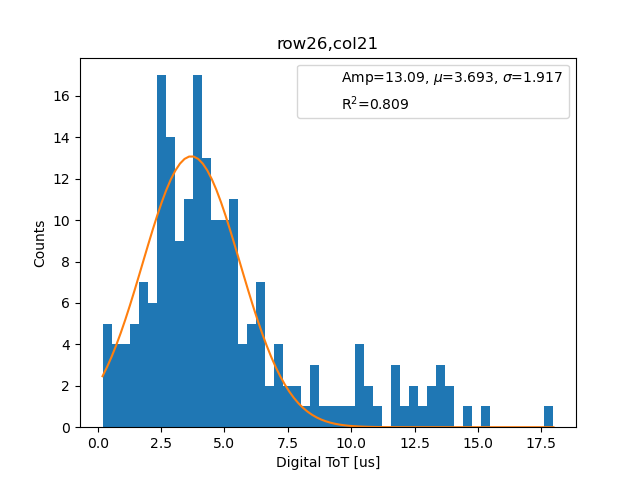 row26,col21
Amp=13.09, μ=3.693, σ=1.917
R²=0.809
Counts
16
14
12
10
8
6
4
2
0
0.0 2.5 5.0 7.5 10.0 12.5 15.0 17.5
Digital ToT [us]